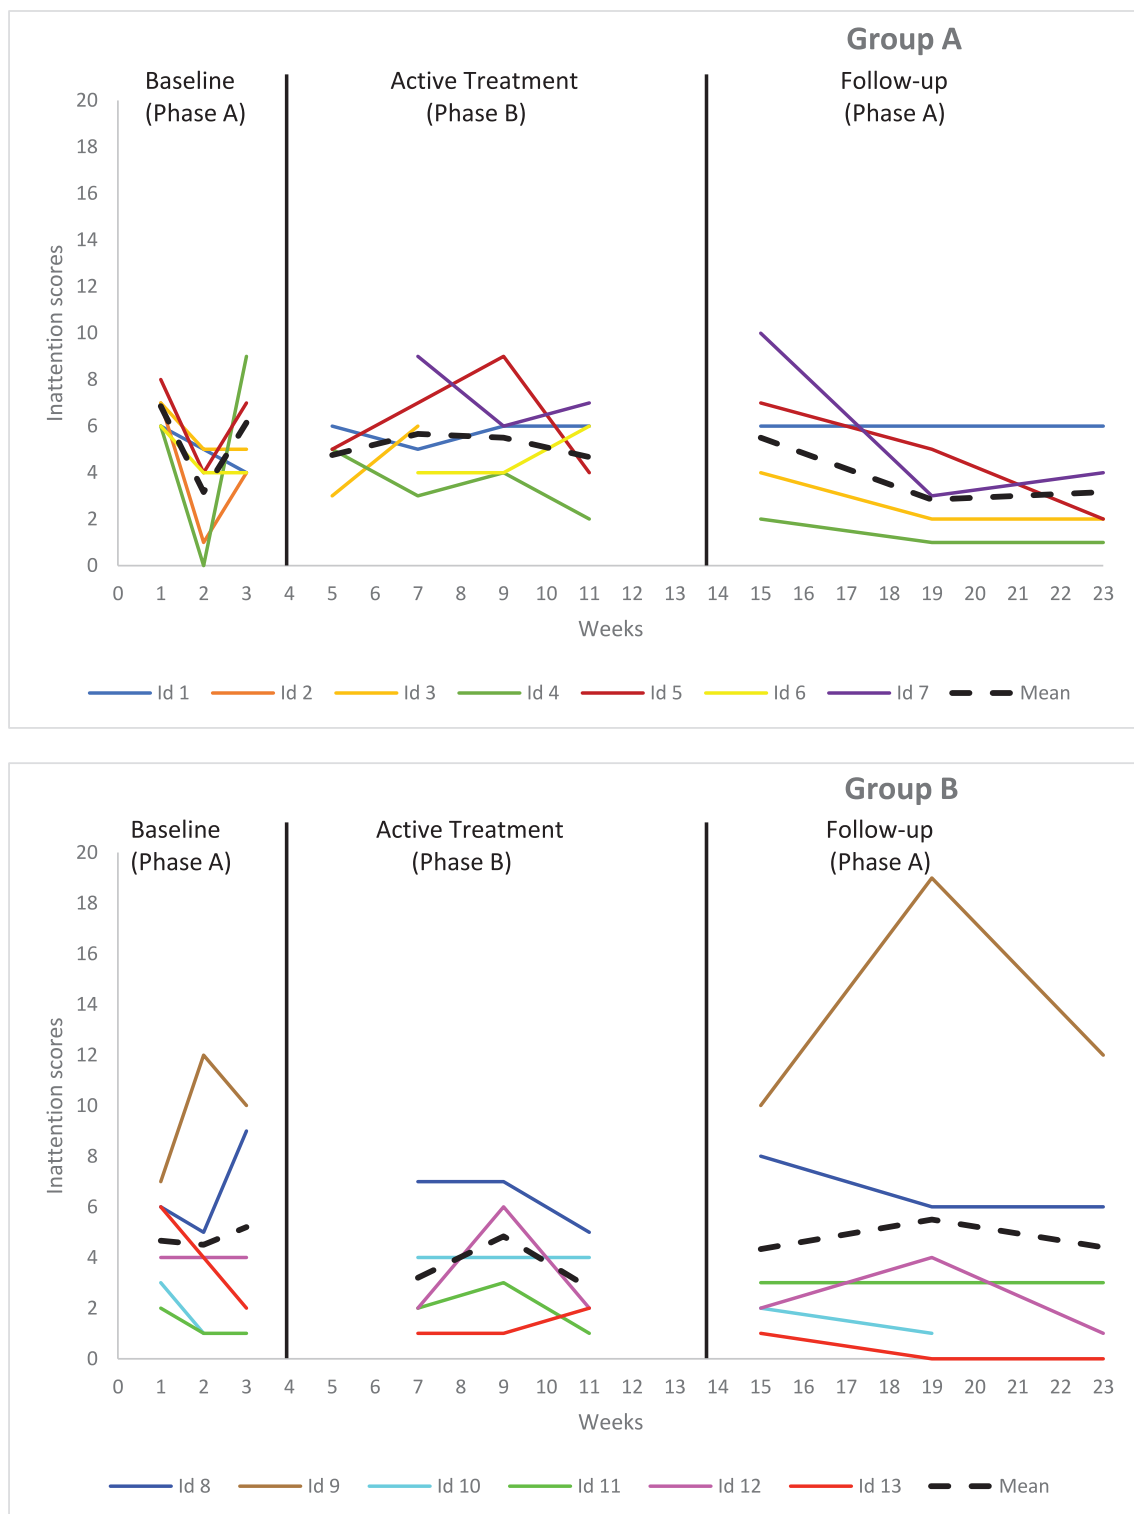 Group A
Baseline Active Treatment Follow-up
(Phase A) (Phase B) (Phase A)
20
18
16
14
12
10
8
6
4
2
0
Inattention scores
0 1 2 3 4 5 6 7 8 9 10 11 12 13 14 15 16 17 18 19 20 21 22 23
Weeks
Id 1 Id 2 Id 3 Id 4 Id 5 Id 6 Id 7 Mean
Group B
Baseline Active Treatment Follow-up
(Phase A) (Phase B) (Phase A)
20
18
16
14
12
10
8
6
4
2
0
Inattention scores
0 1 2 3 4 5 6 7 8 9 10 11 12 13 14 15 16 17 18 19 20 21 22 23
Weeks
Id 8 Id 9 Id 10 Id 11 Id 12 Id 13 Mean